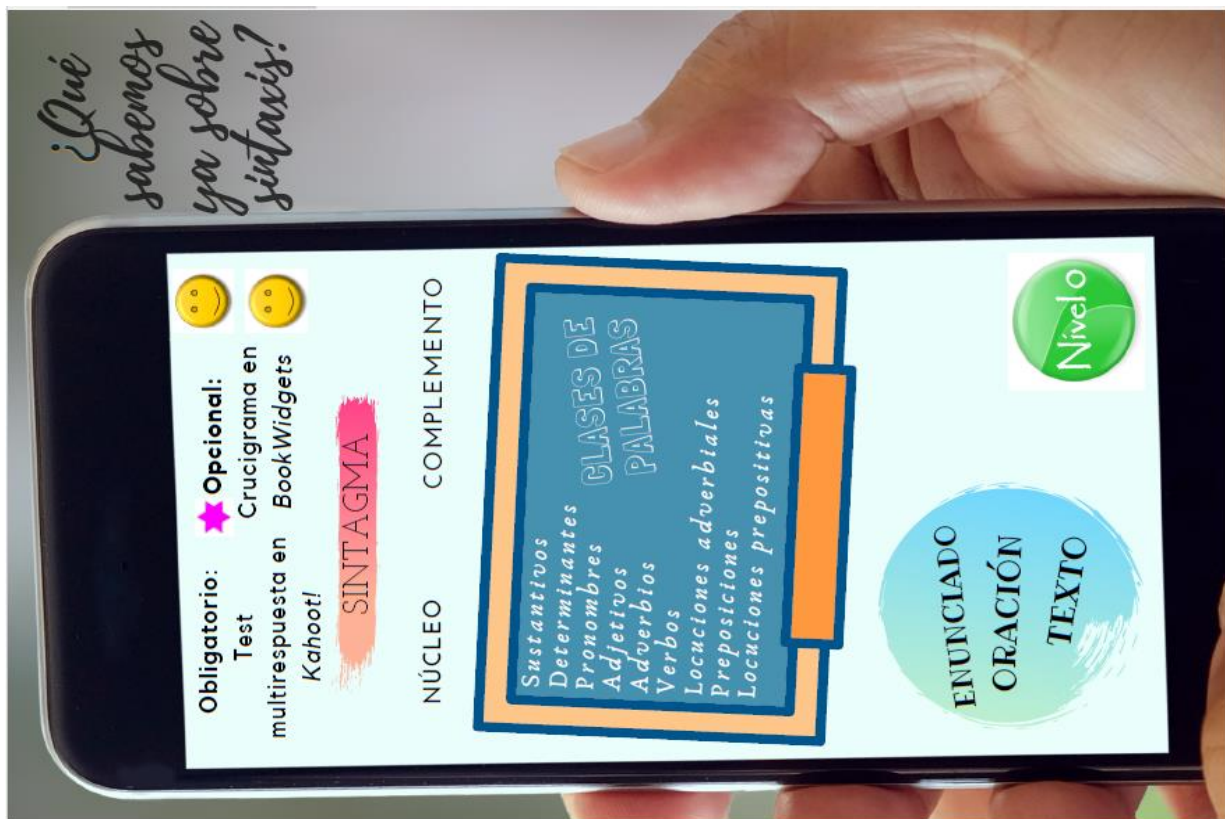 ¿Qué
sabemos
ya sobre
sintaxis?
Obligatorio:
Test
multirespuesta en
Kahoot!
Opcional:
Crucigrama en
BookWidgets
SINTAGMA
NÚCLEO
COMPLEMENTO
Sustantivos
Determinantes
Pronombres
Adjetivos
Adverbios
Verbos
Locuciones adverbiales
Preposiciones
Locuciones prepositivas
CLASES DE
PALABRAS
ENUNCIADO
ORACIÓN
TEXTO
Nivel 0